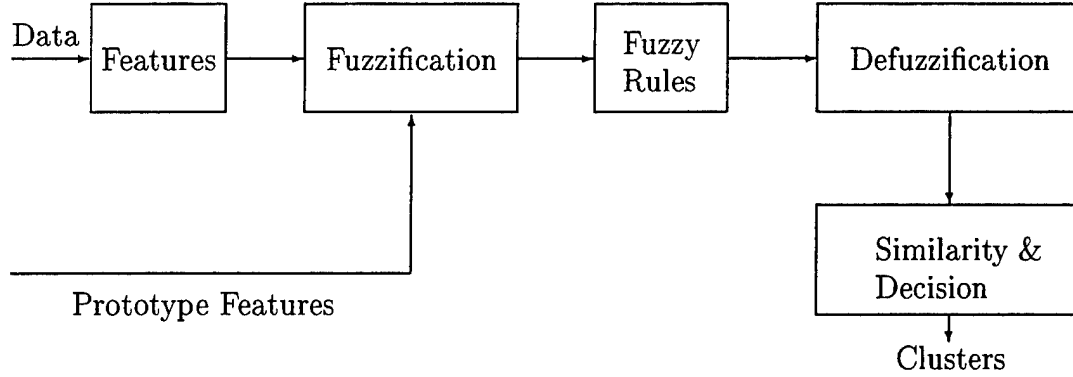 Data
Features
Fuzzification
Fuzzy
Rules
Defuzzification
Similarity &
Decision
Prototype Features
Clusters